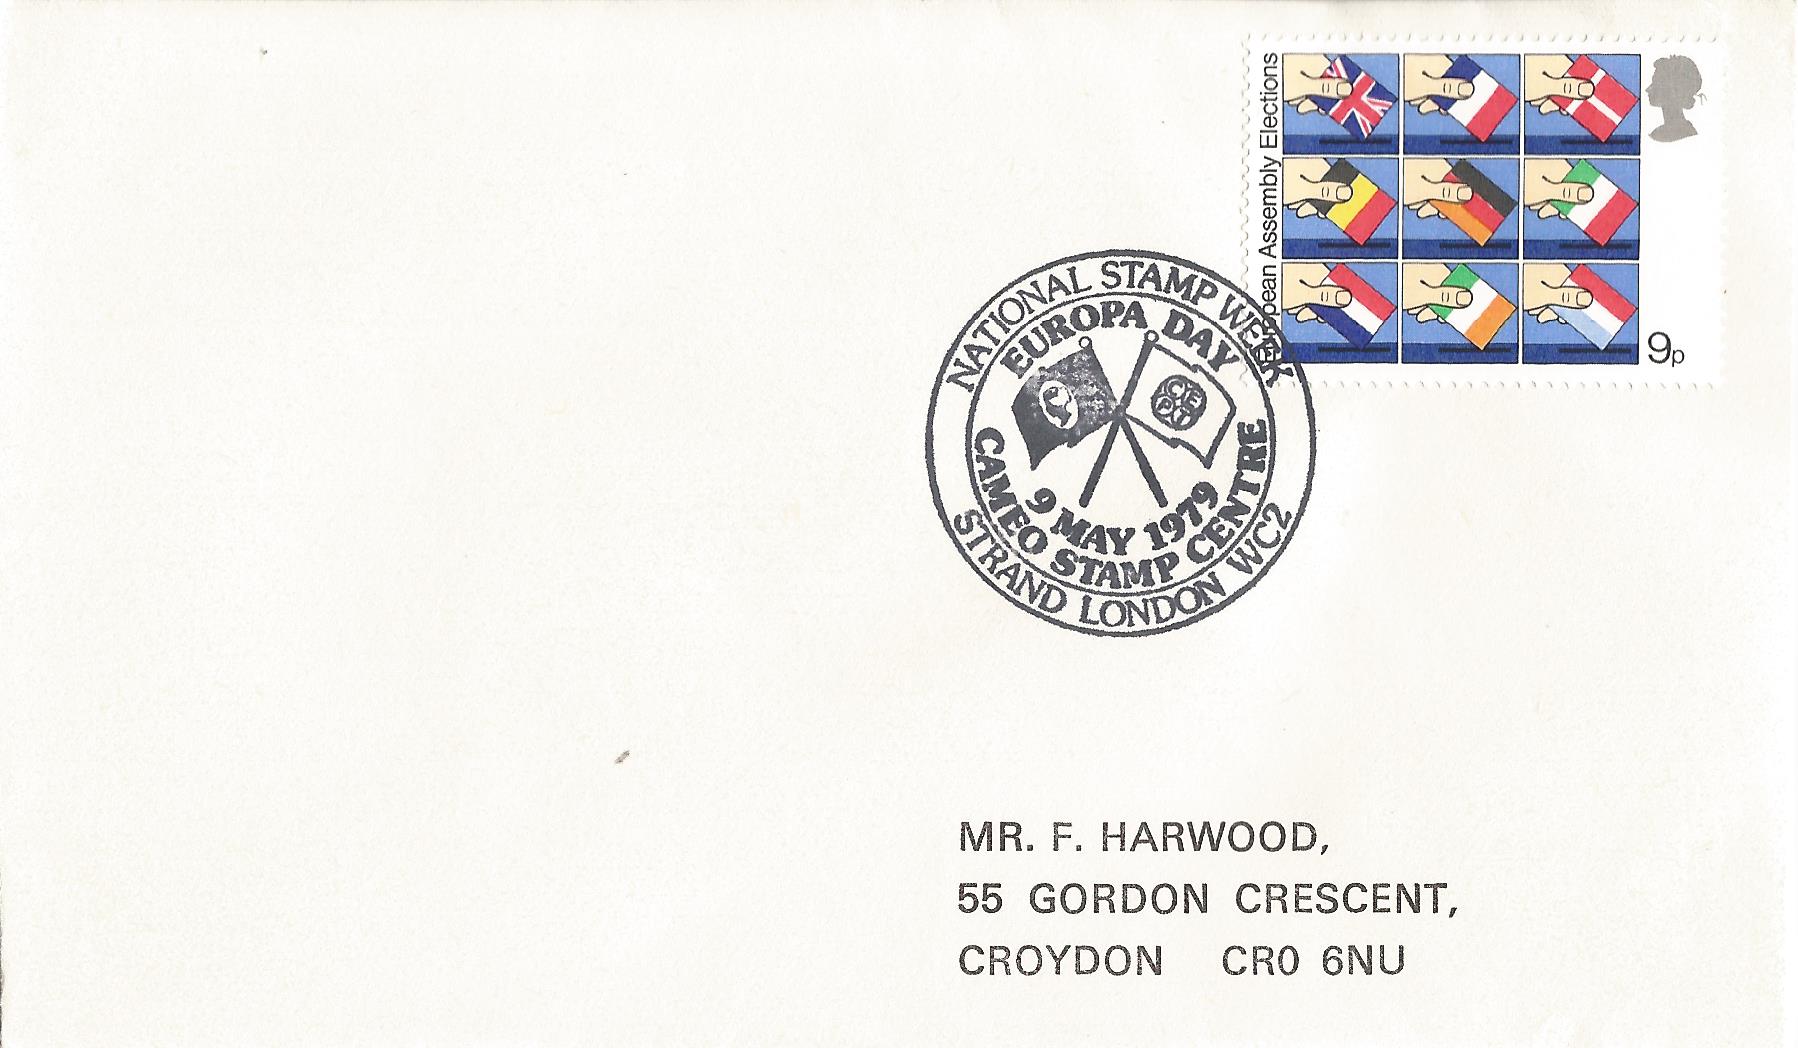 European Assembly Elections
9p
NATIONAL STAMP WEEK
EUROPA DAY
CEPT
9 MAY 1979
CAMEO STAMP CENTRE
STRAND LONDON WC2
MR. F. HARWOOD,
55 GORDON CRESCENT,
CROYDON CR0 6NU